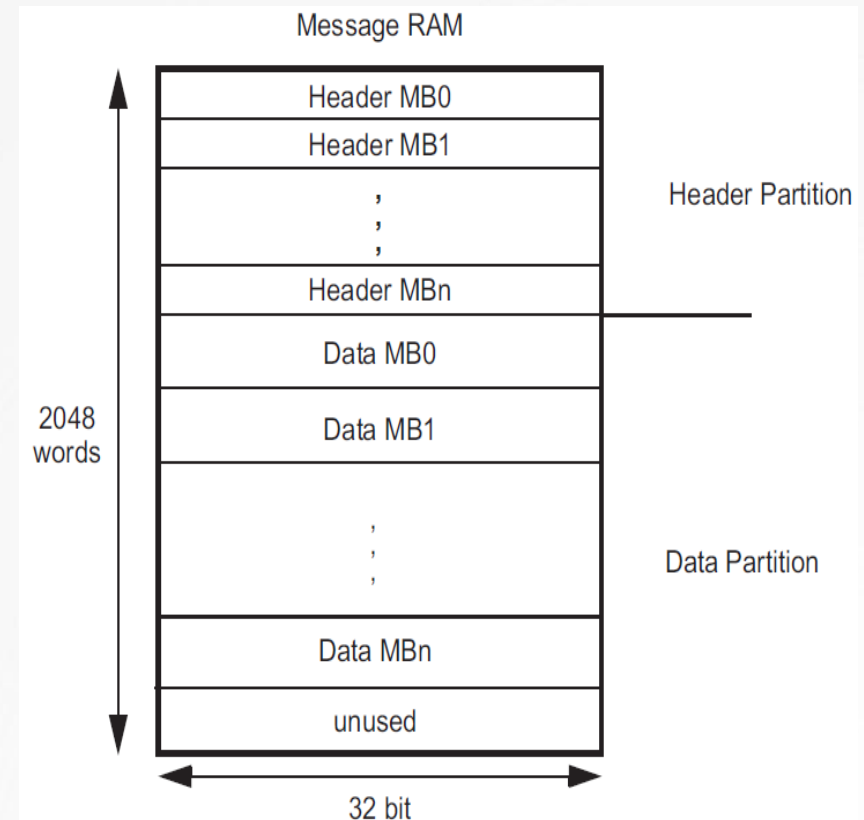 Message RAM
Header MB0
Header MB1
,
,
,
Header Partition
Header MBn
Data MB0
2048
words
Data MB1
,
,
,
Data Partition
Data MBn
unused
32 bit